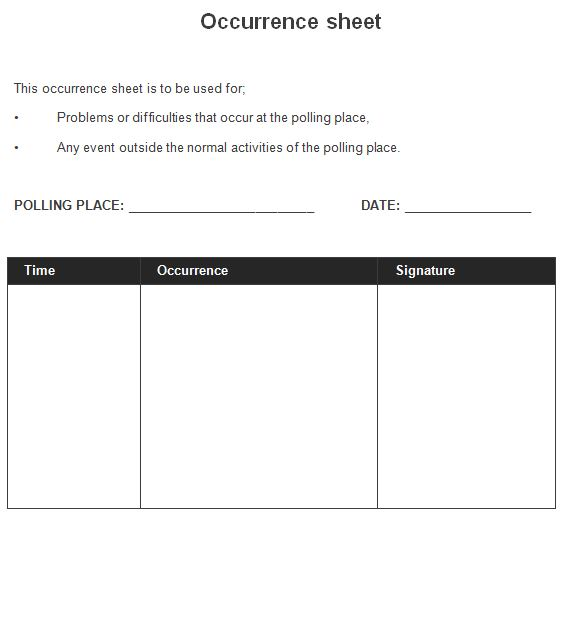 Occurrence sheet
This occurrence sheet is to be used for;
• Problems or difficulties that occur at the polling place,
• Any event outside the normal activities of the polling place.
POLLING PLACE: ________________________ DATE: ________________
Time Occurrence Signature